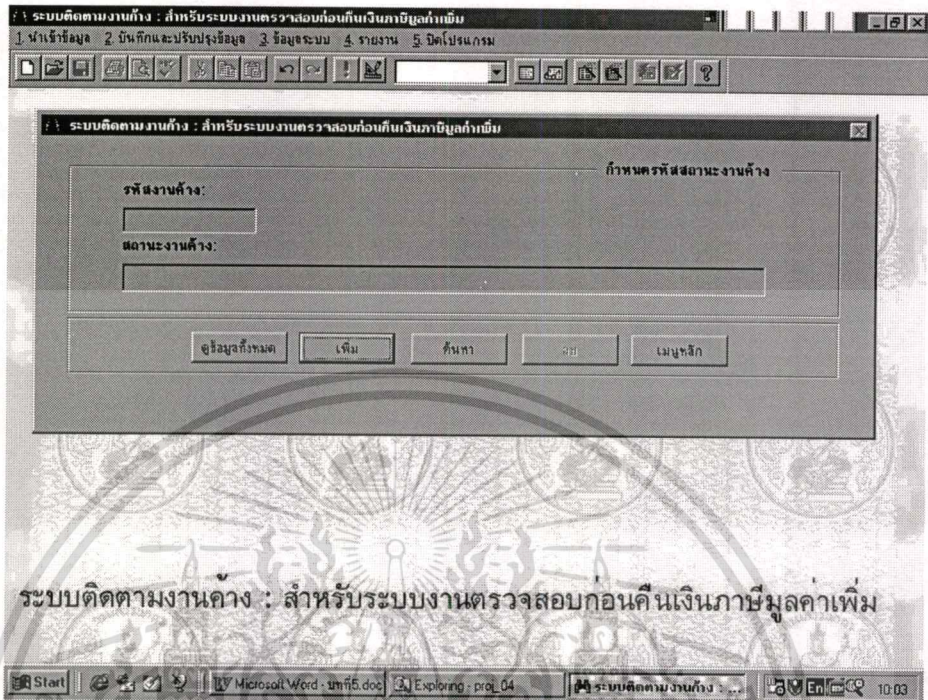 ระบบติดตามงานค้าง : สำหรับระบบงานตรวจสอบก่อนคืนเงินภาษีมูลค่าเพิ่ม
1. นำเข้าข้อมูล 2. บันทึกและปรับปรุงข้อมูล 3. ข้อมูลระบบ 4. รายงาน 5. ปิดโปรแกรม
ระบบติดตามงานค้าง : สำหรับระบบงานตรวจสอบก่อนคืนเงินภาษีมูลค่าเพิ่ม
กำหนดรหัสสถานะงานค้าง
รหัสงานค้าง:
สถานะงานค้าง:
ดูข้อมูลทั้งหมด เพิ่ม ค้นหา ลบ เมนูหลัก
ระบบติดตามงานค้าง : สำหรับระบบงานตรวจสอบก่อนคืนเงินภาษีมูลค่าเพิ่ม
Start Microsoft Word - บทที่5.doc Exploring - proj_04 ระบบติดตามงานค้าง : ... En 10:03